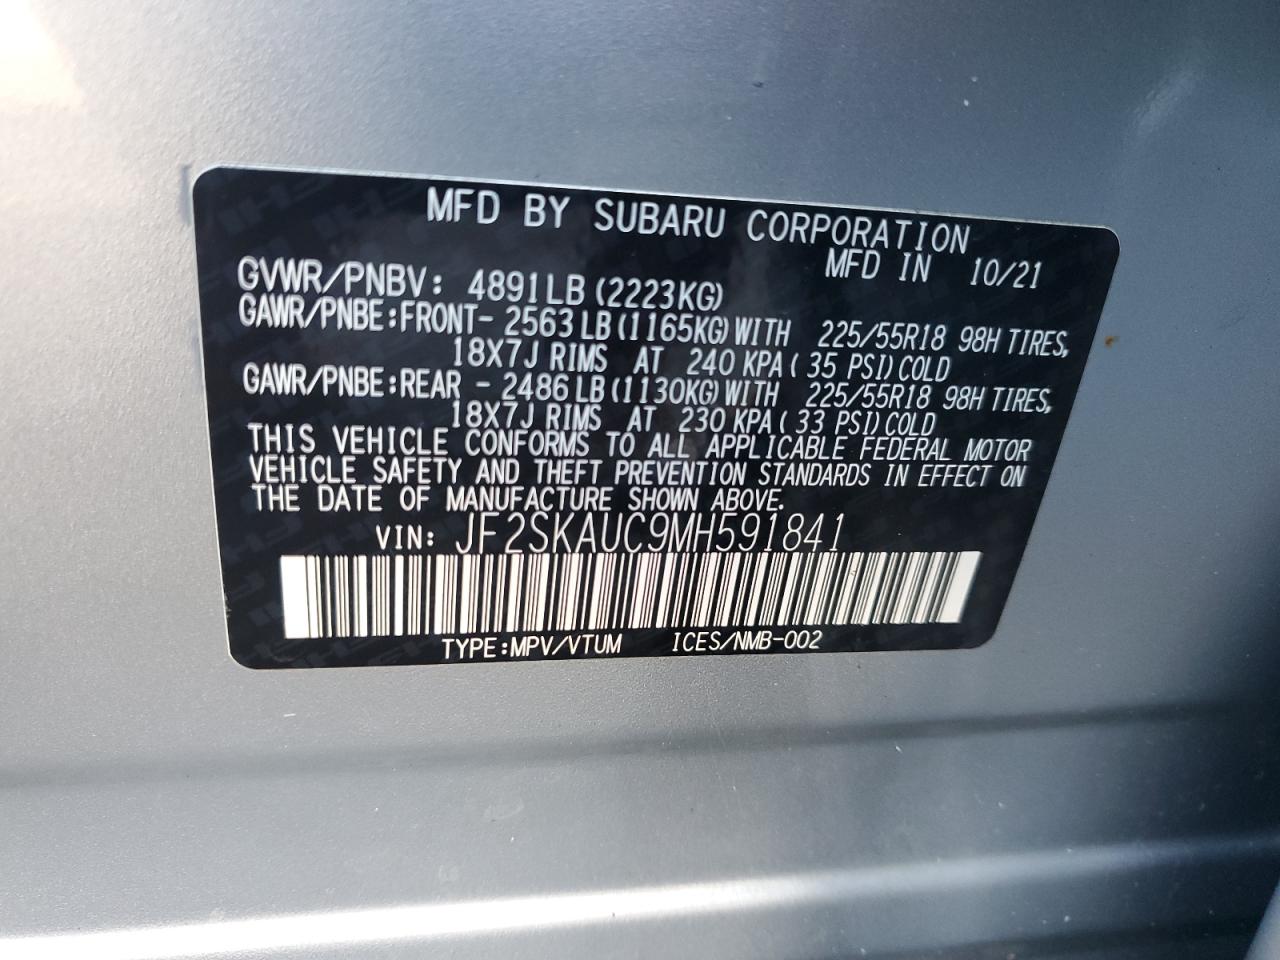 MFD BY SUBARU CORPORATION
MFD IN 10/21
GVWR/PNBV: 4891LB (2223KG)
GAWR/PNBE:FRONT- 2563LB(1165KG)WITH 225/55R18 98H TIRES,
18X7J RIMS AT 240 KPA( 35 PSI)COLD
GAWR/PNBE:REAR - 2486LB(1130KG)WITH 225/55R18 98H TIRES,
18X7J RIMS AT 230 KPA( 33 PSI)COLD
THIS VEHICLE CONFORMS TO ALL APPLICABLE FEDERAL MOTOR
VEHICLE SAFETY AND THEFT PREVENTION STANDARDS IN EFFECT ON
THE DATE OF MANUFACTURE SHOWN ABOVE.
VIN: JF2SKAUC9MH591841
TYPE:MPV/VTUM ICES/NMB-002